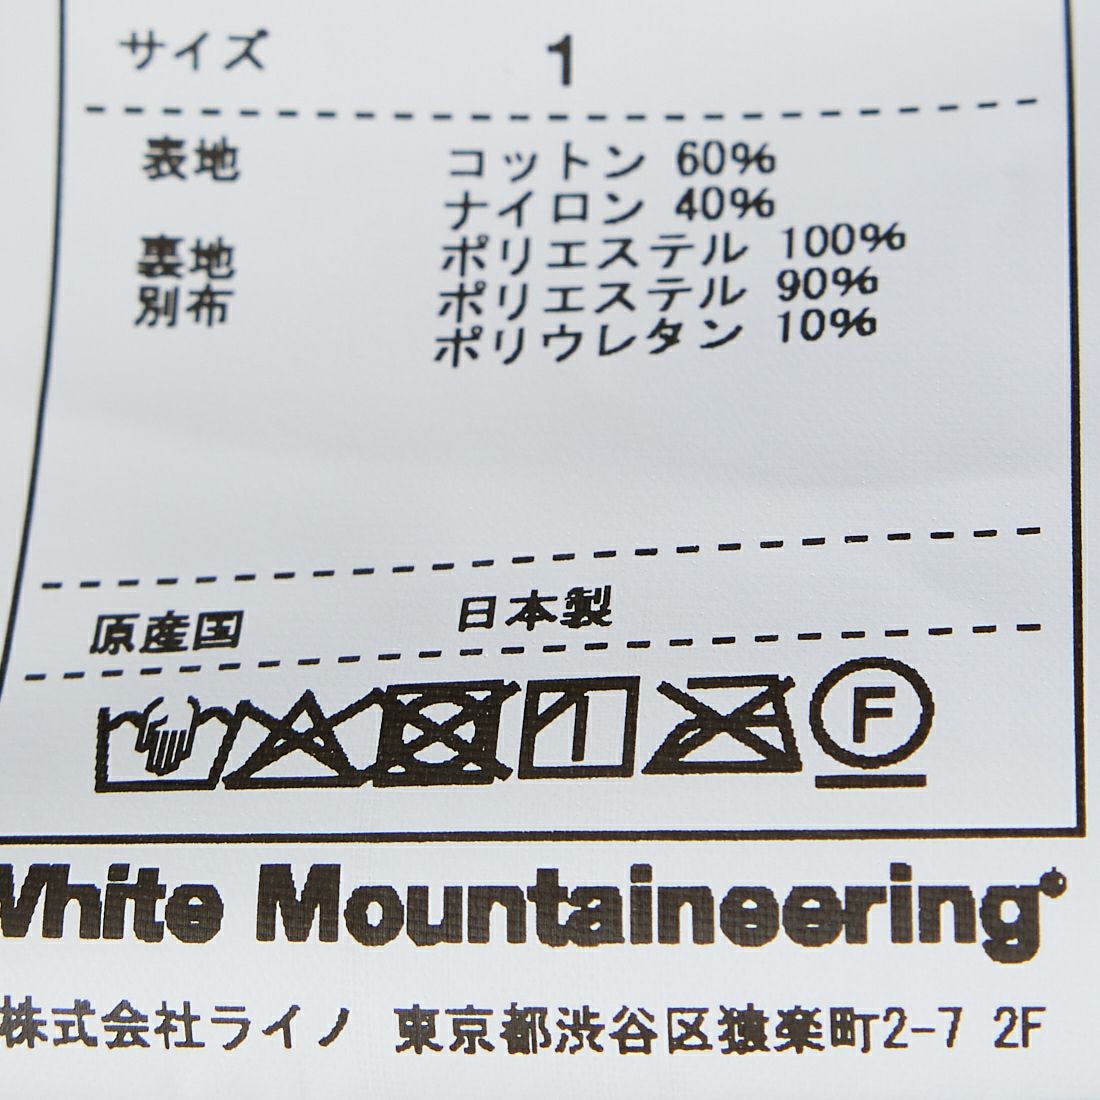 サイズ 1
表地 コットン 60%
ナイロン 40%
裏地 ポリエステル 100%
別布 ポリエステル 90%
ポリウレタン 10%
原産国 日本製
F
White Mountaineering®
株式会社ライノ 東京都渋谷区猿楽町2-7 2F